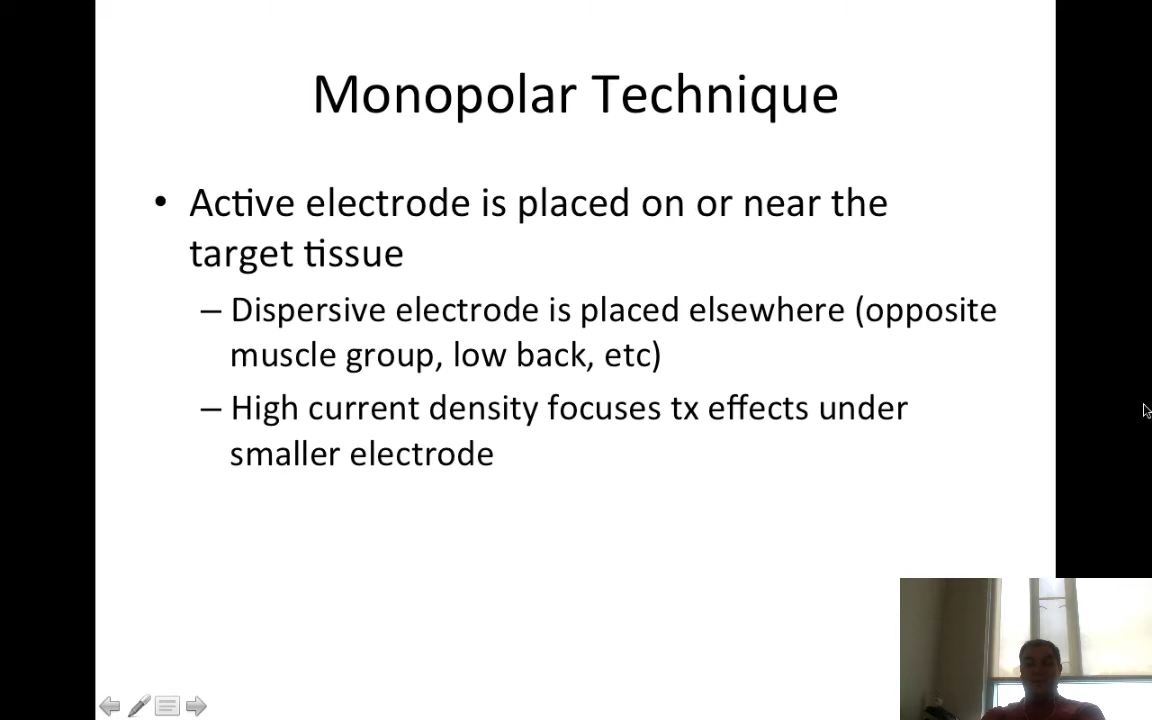 Monopolar Technique
• Active electrode is placed on or near the
target tissue
– Dispersive electrode is placed elsewhere (opposite
muscle group, low back, etc)
– High current density focuses tx effects under
smaller electrode